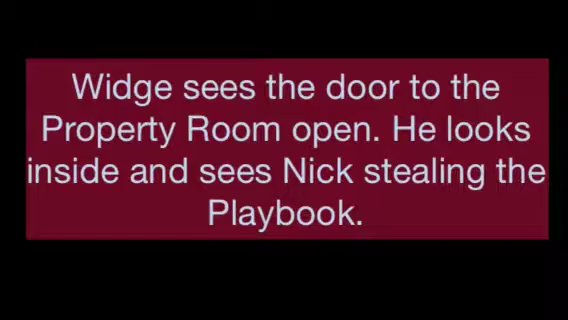 Widge sees the door to the
Property Room open. He looks
inside and sees Nick stealing the
Playbook.